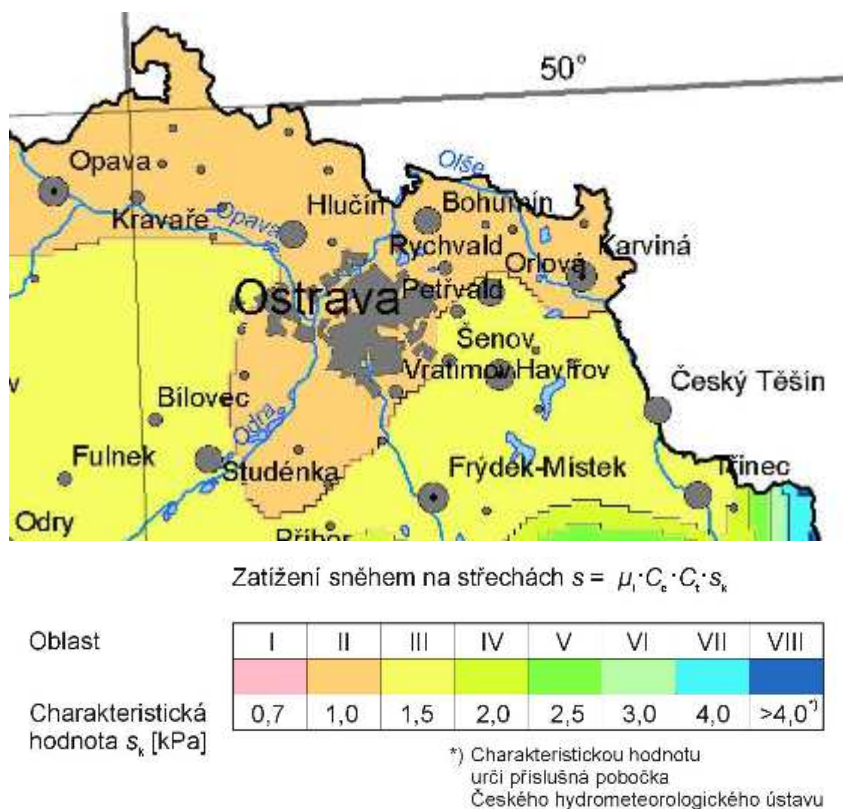 50°
Olše
Opava
Hlučín
Bohumín
Kravaře
Opava
Rychvald
Karviná
Orlová
Ostrava
Petřvald
Šenov
Vratimov
Havířov
Český Těšín
v
Bílovec
Odra
Fulnek
Studénka
Frýdek-Místek
Třinec
Odry
Příbor
Zatížení sněhem na střechách s = μᵢ·Cₑ·Cₜ·sₖ
Oblast I II III IV V VI VII VIII
Charakteristická 0,7 1,0 1,5 2,0 2,5 3,0 4,0 >4,0*)
hodnota sₖ [kPa]
*) Charakteristickou hodnotu
určí příslušná pobočka
Českého hydrometeorologického ústavu